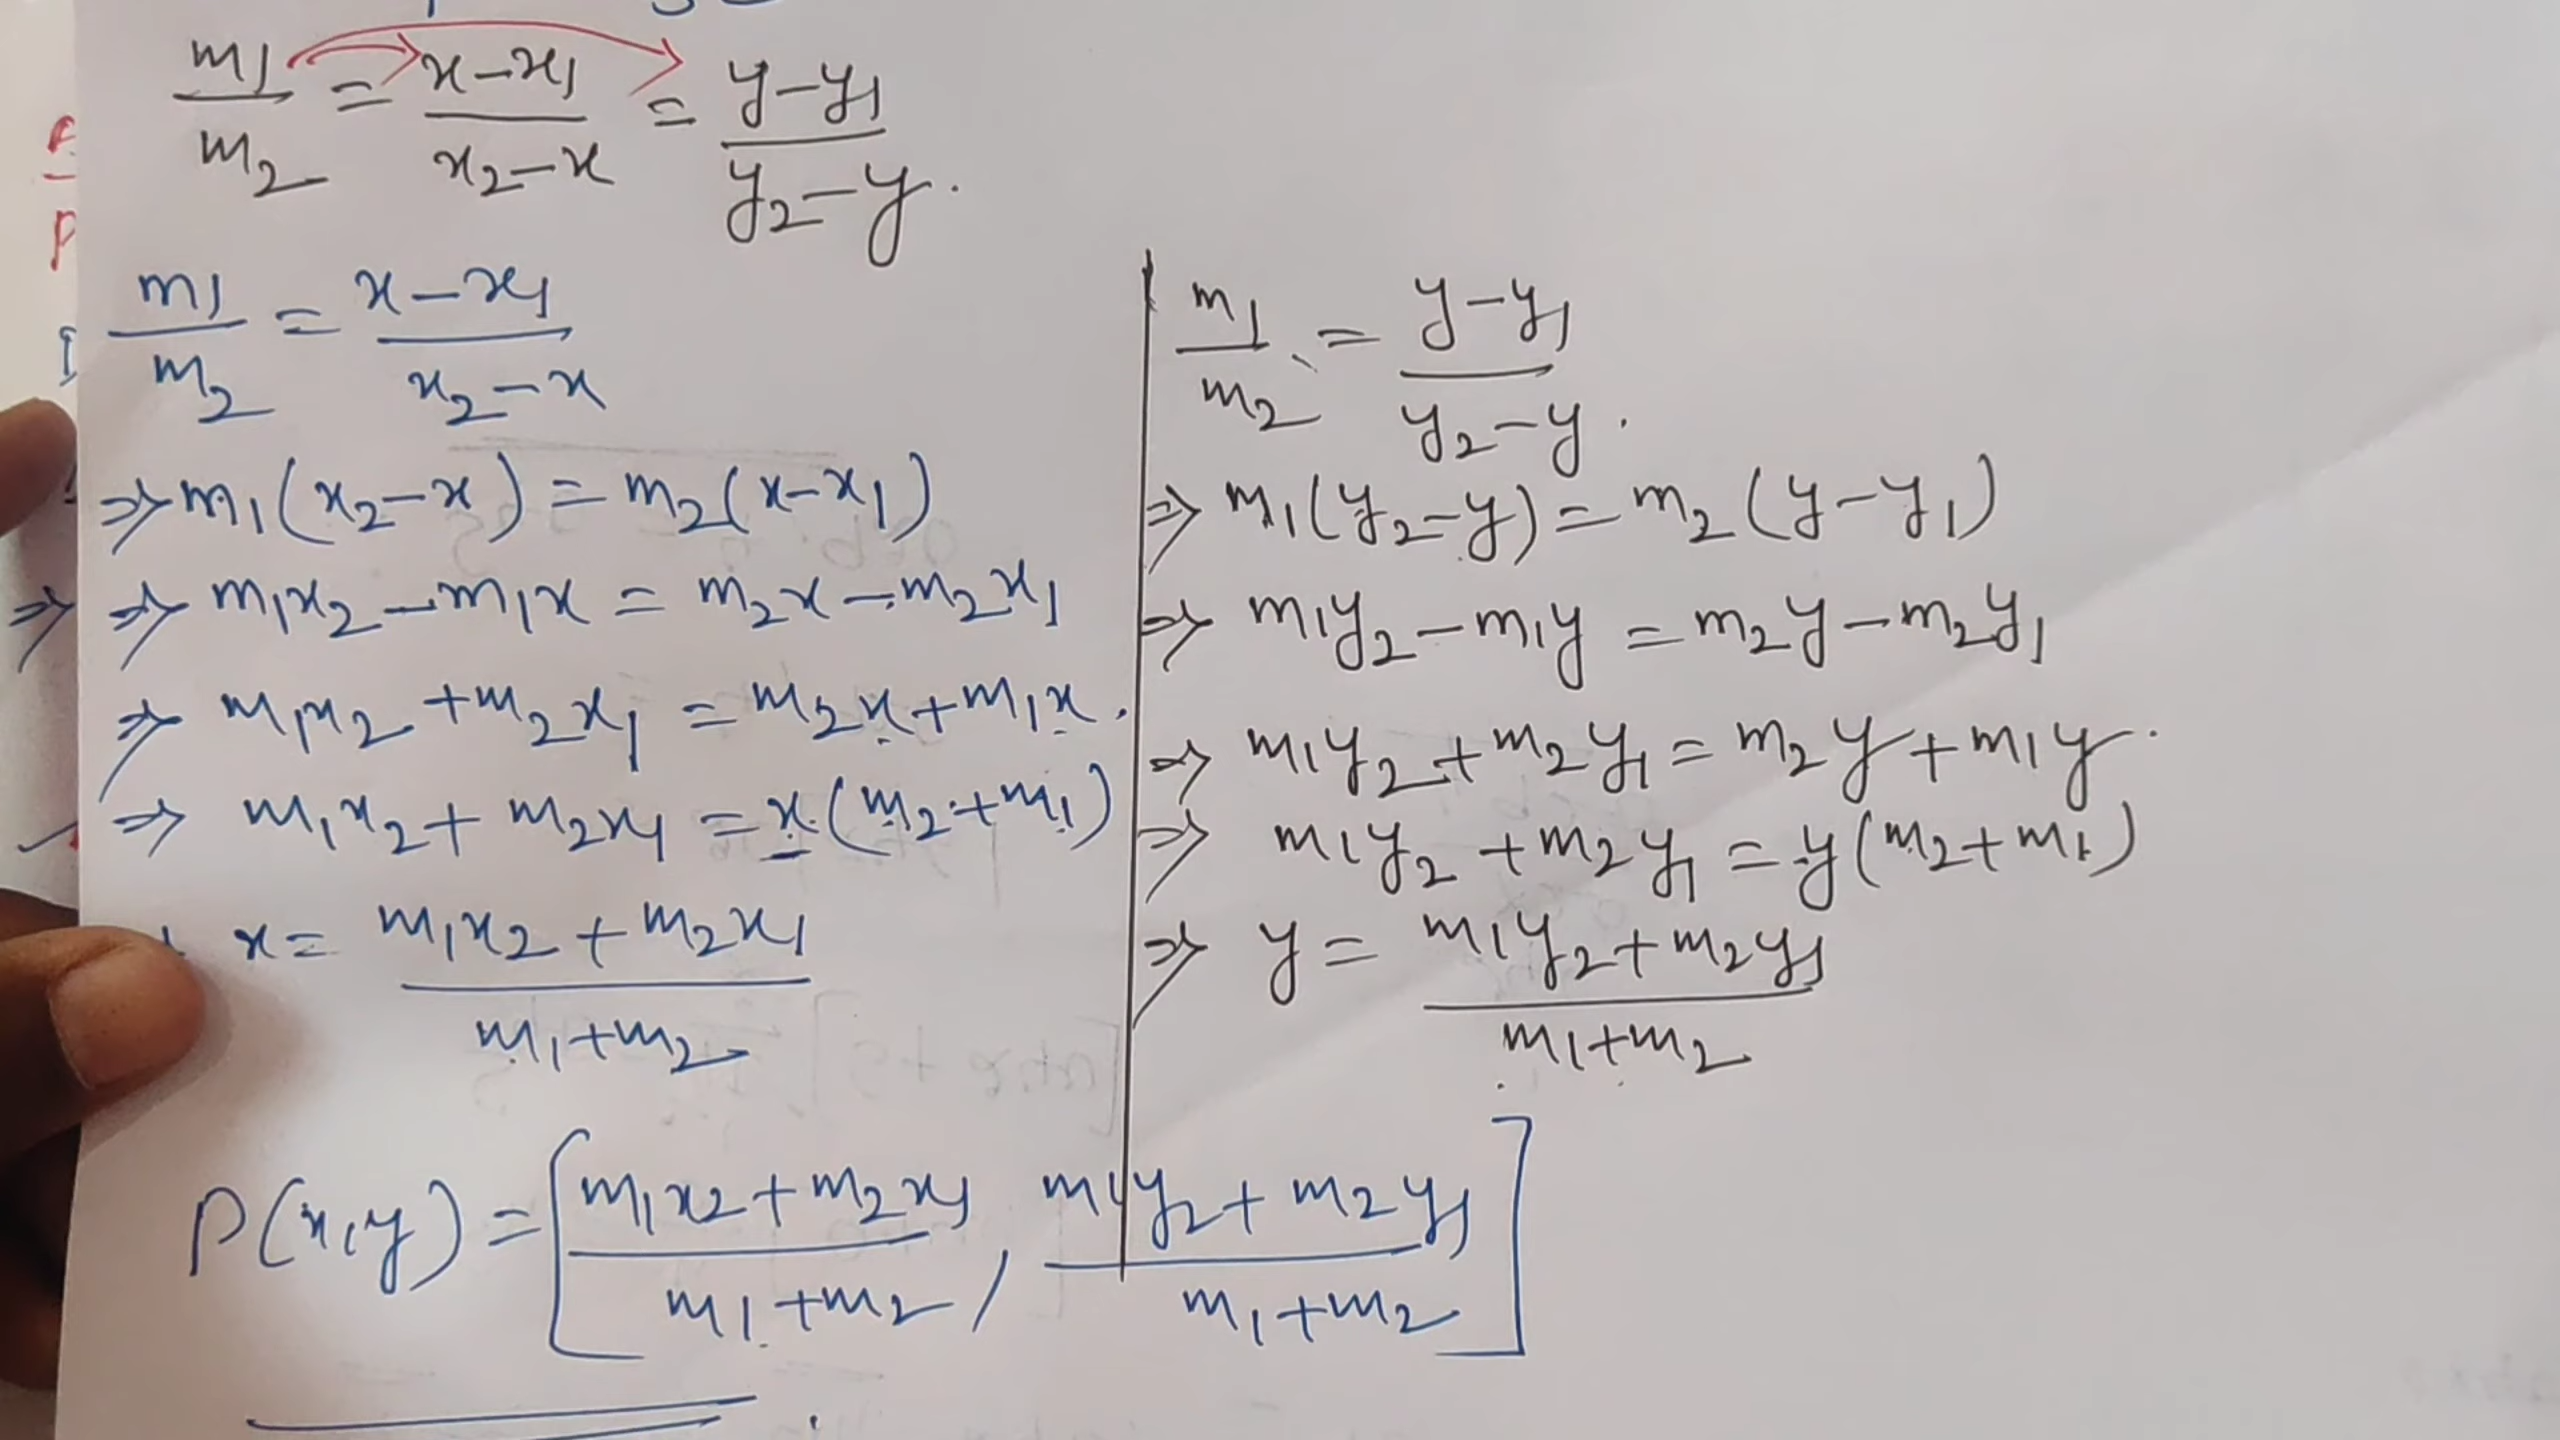 m1/m2 = x-x1/x2-x = y-y1/y2-y.
m1/m2 = x-x1/x2-x
⇒ m1(x2-x) = m2(x-x1)
⇒ ⇒ m1x2-m1x = m2x-m2x1
⇒ m1x2+m2x1 = m2x+m1x.
⇒ m1x2+m2x1 = x(m2+m1)
x = m1x2+m2x1/m1+m2
m1/m2 = y-y1/y2-y.
⇒ m1(y2-y) = m2(y-y1)
⇒ m1y2-m1y = m2y-m2y1
⇒ m1y2+m2y1 = m2y+m1y.
⇒ m1y2+m2y1 = y(m2+m1)
⇒ y = m1y2+m2y1/m1+m2
P(x,y) = [m1x2+m2x1/m1+m2, m1y2+m2y1/m1+m2]